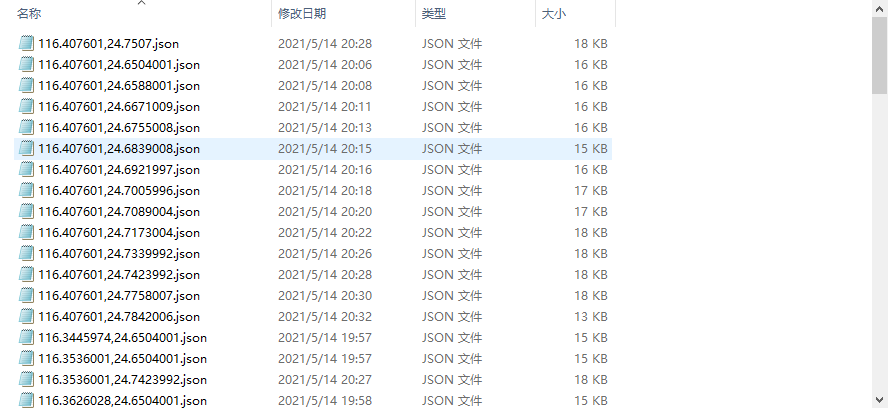 名称 修改日期 类型 大小
116.407601,24.7507.json 2021/5/14 20:28 JSON 文件 18 KB
116.407601,24.6504001.json 2021/5/14 20:06 JSON 文件 16 KB
116.407601,24.6588001.json 2021/5/14 20:08 JSON 文件 16 KB
116.407601,24.6671009.json 2021/5/14 20:11 JSON 文件 16 KB
116.407601,24.6755008.json 2021/5/14 20:13 JSON 文件 16 KB
116.407601,24.6839008.json 2021/5/14 20:15 JSON 文件 15 KB
116.407601,24.6921997.json 2021/5/14 20:16 JSON 文件 16 KB
116.407601,24.7005996.json 2021/5/14 20:18 JSON 文件 17 KB
116.407601,24.7089004.json 2021/5/14 20:20 JSON 文件 17 KB
116.407601,24.7173004.json 2021/5/14 20:22 JSON 文件 18 KB
116.407601,24.7339992.json 2021/5/14 20:26 JSON 文件 18 KB
116.407601,24.7423992.json 2021/5/14 20:28 JSON 文件 18 KB
116.407601,24.7758007.json 2021/5/14 20:30 JSON 文件 18 KB
116.407601,24.7842006.json 2021/5/14 20:32 JSON 文件 13 KB
116.3445974,24.6504001.json 2021/5/14 19:57 JSON 文件 15 KB
116.3536001,24.6504001.json 2021/5/14 19:57 JSON 文件 15 KB
116.3536001,24.7423992.json 2021/5/14 20:27 JSON 文件 18 KB
116.3626028,24.6504001.json 2021/5/14 19:58 JSON 文件 15 KB